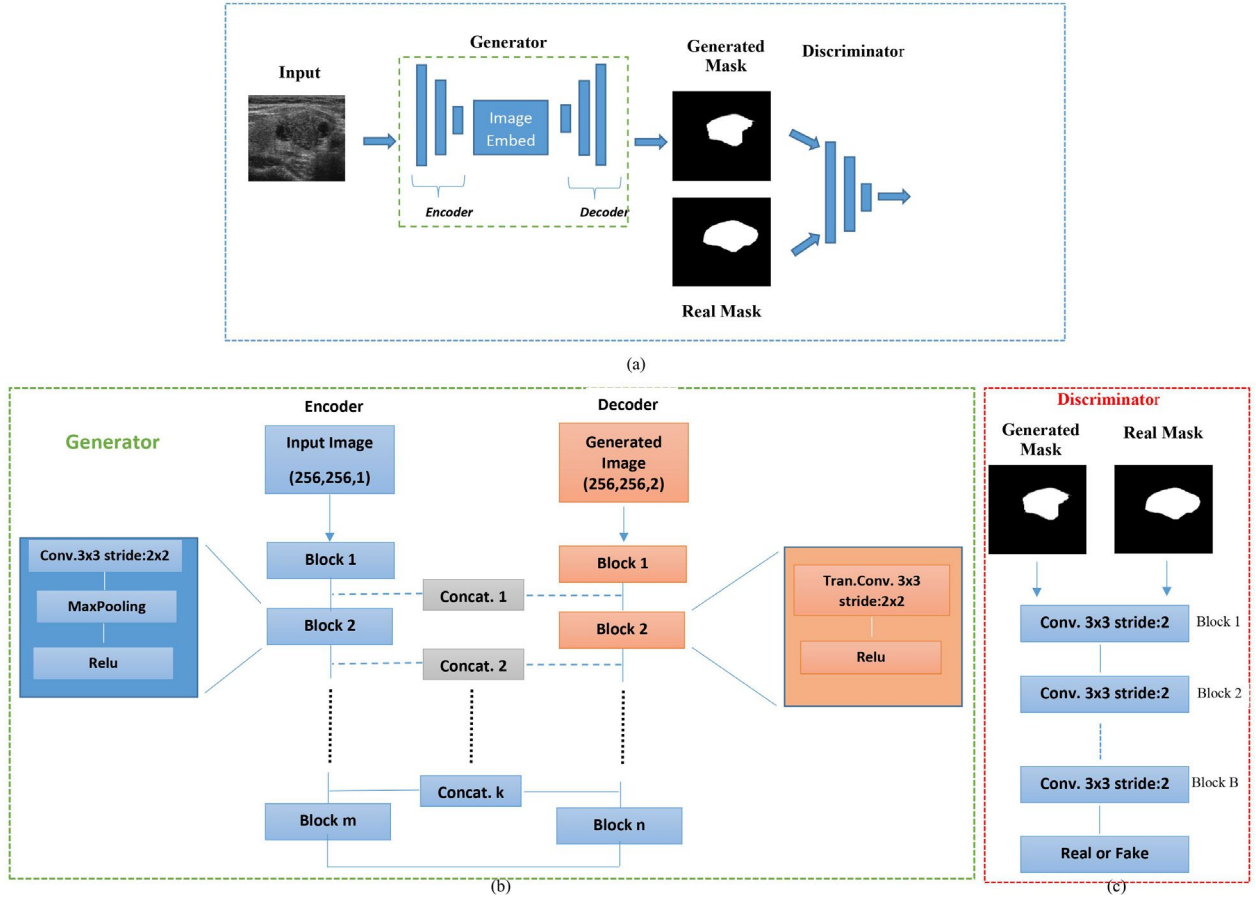 Generator
Generated
Mask
Discriminator
Input
Image
Embed
Encoder
Decoder
Real Mask
(a)
Encoder
Decoder
Generator
Input Image
(256,256,1)
Generated
Image
(256,256,2)
Conv.3x3 stride:2x2
MaxPooling
Relu
Block 1
Block 1
Concat. 1
Block 2
Block 2
Concat. 2
Tran.Conv. 3x3
stride:2x2
Relu
Concat. k
Block m
Block n
(b)
Discriminator
Generated
Mask
Real Mask
Conv. 3x3 stride:2
Block 1
Conv. 3x3 stride:2
Block 2
Conv. 3x3 stride:2
Block B
Real or Fake
(c)